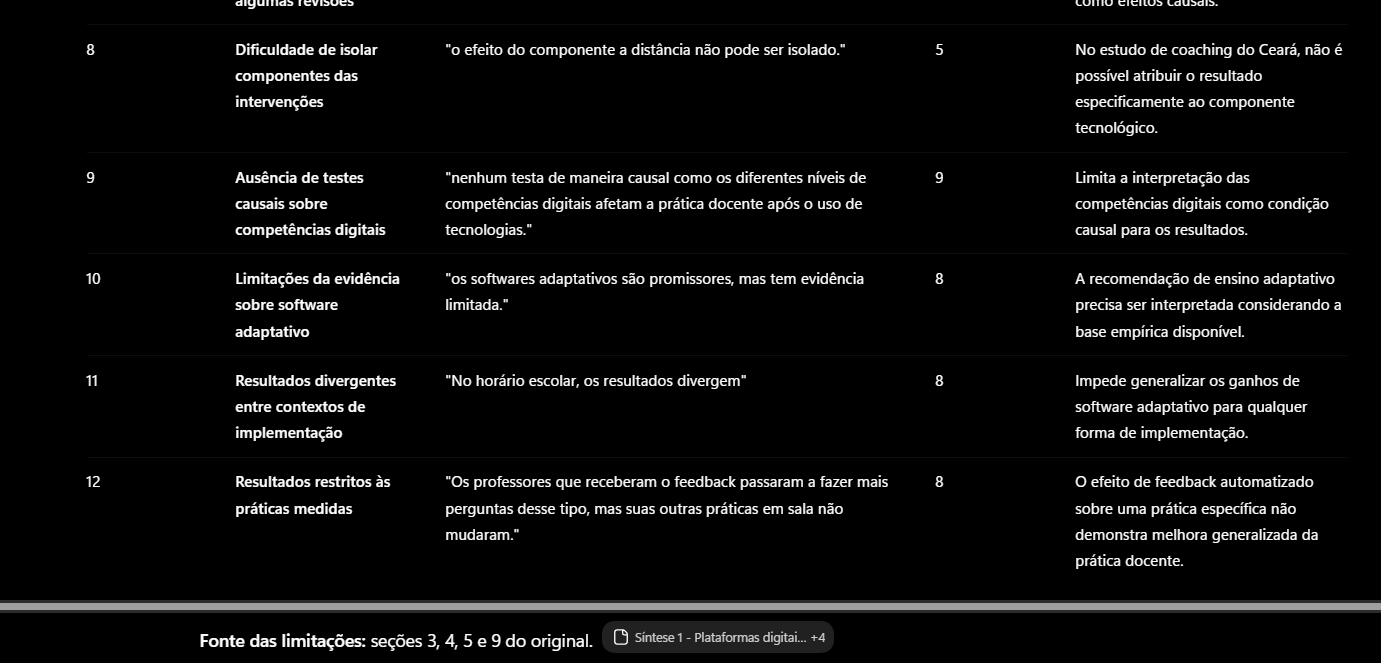 algumas revisões
como efeitos causais.
8
Dificuldade de isolar
componentes das
intervenções
"o efeito do componente a distância não pode ser isolado."
5
No estudo de coaching do Ceará, não é
possível atribuir o resultado
especificamente ao componente
tecnológico.
9
Ausência de testes
causais sobre
competências digitais
"nenhum testa de maneira causal como os diferentes níveis de
competências digitais afetam a prática docente após o uso de
tecnologias."
9
Limita a interpretação das
competências digitais como condição
causal para os resultados.
10
Limitações da evidência
sobre software
adaptativo
"os softwares adaptativos são promissores, mas tem evidência
limitada."
8
A recomendação de ensino adaptativo
precisa ser interpretada considerando a
base empírica disponível.
11
Resultados divergentes
entre contextos de
implementação
"No horário escolar, os resultados divergem"
8
Impede generalizar os ganhos de
software adaptativo para qualquer
forma de implementação.
12
Resultados restritos às
práticas medidas
"Os professores que receberam o feedback passaram a fazer mais
perguntas desse tipo, mas suas outras práticas em sala não
mudaram."
8
O efeito de feedback automatizado
sobre uma prática específica não
demonstra melhora generalizada da
prática docente.
Fonte das limitações: seções 3, 4, 5 e 9 do original.
Síntese 1 - Plataformas digitai... +4